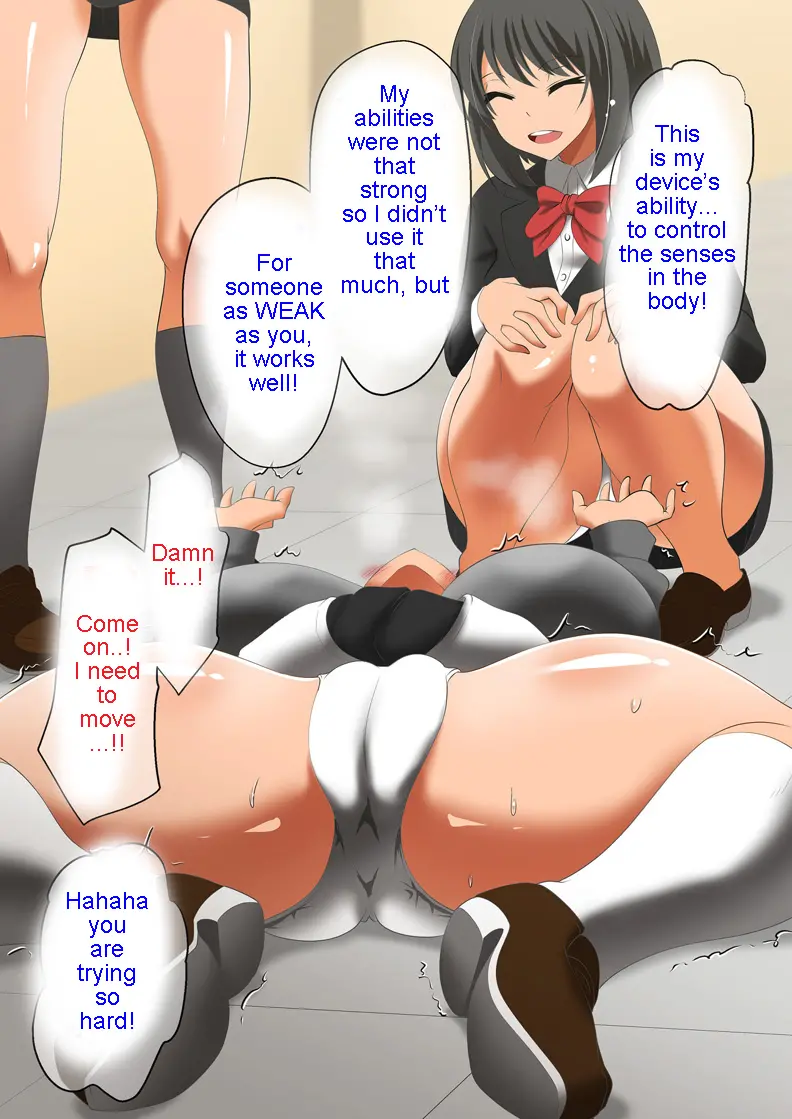 This
is my
device's
ability...
to control
the senses
in the
body!
My
abilities
were not
that
strong
so I didn't
use it
that
much, but
For
someone
as WEAK
as you,
it works
well!
Damn
it...!
Come
on..!
I need
to
move
...!!
Hahaha
you
are
trying
so
hard!